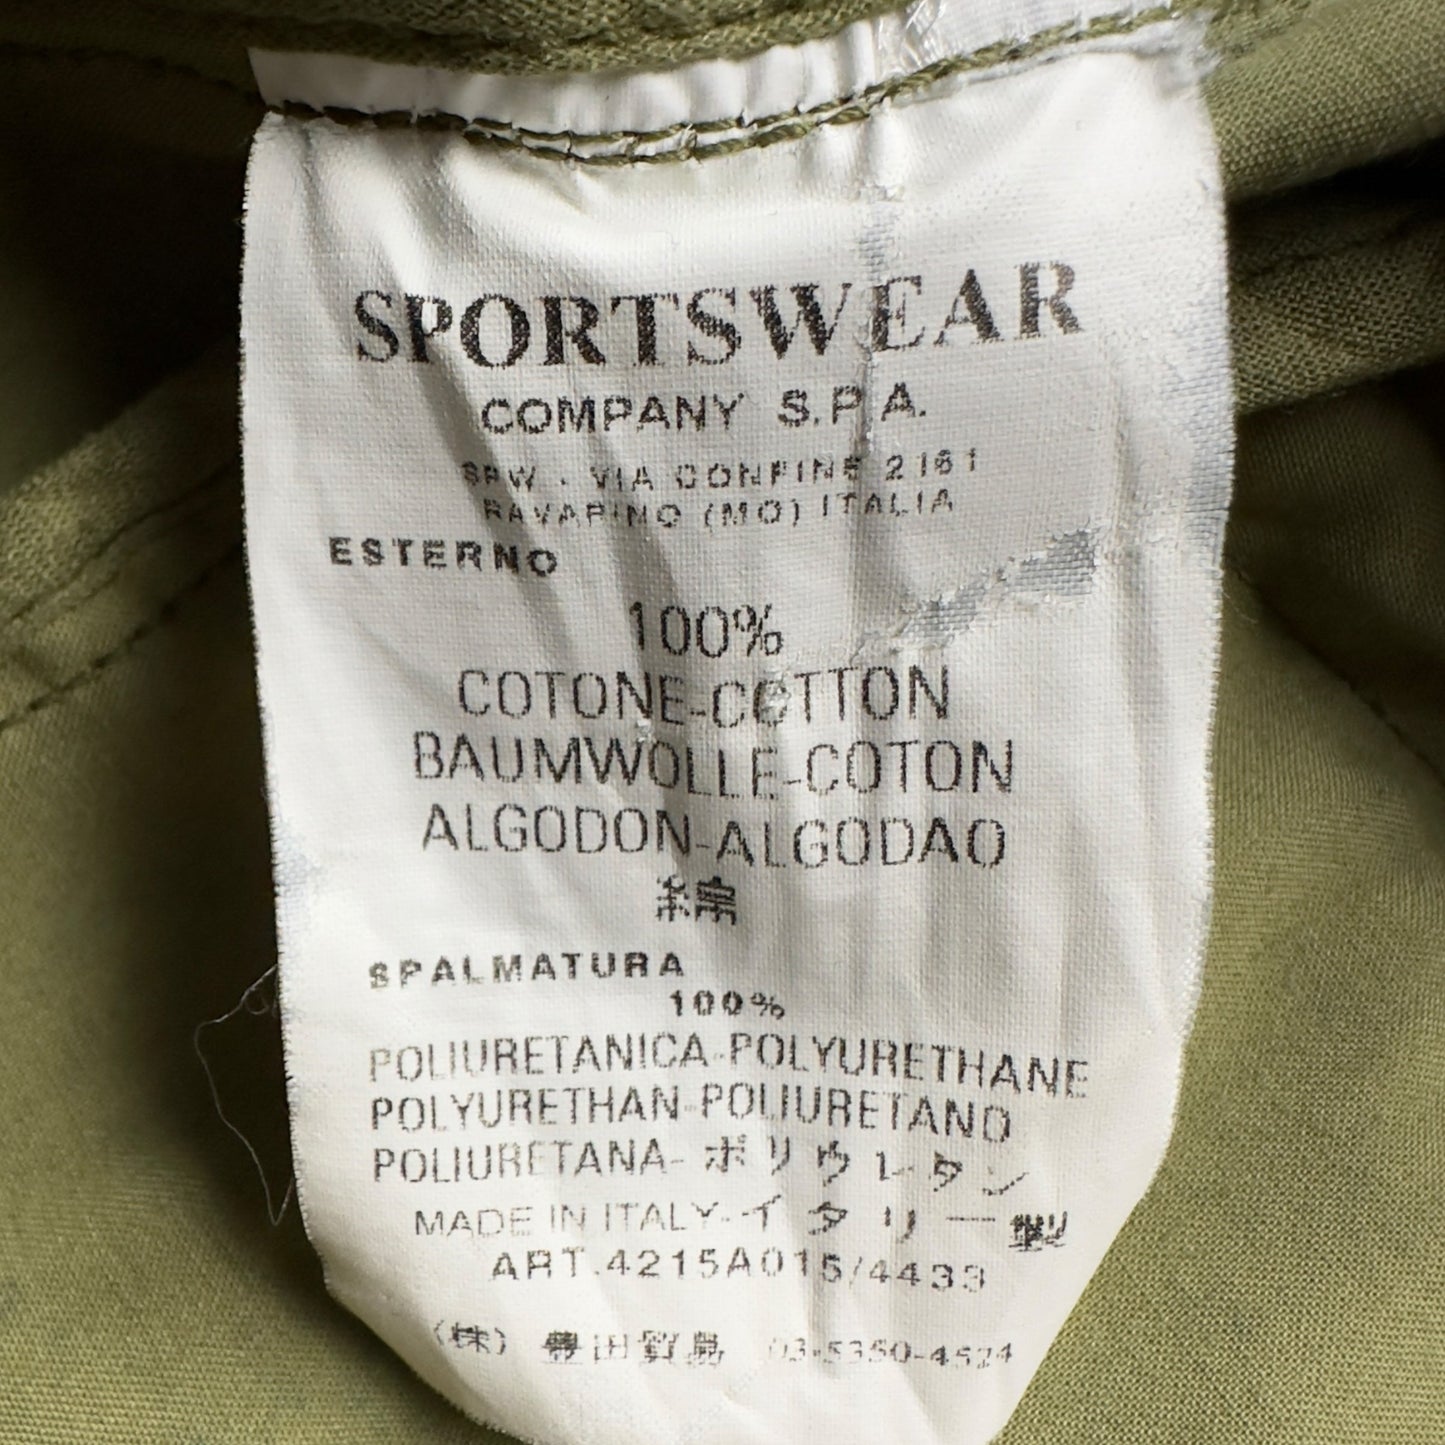 SPORTSWEAR
COMPANY S.P.A.
SPW . VIA CONFINE 2161
RAVARINO (MO) ITALIA
ESTERNO
100%
COTONE-COTTON
BAUMWOLLE-COTON
ALGODON-ALGODAO
綿
SPALMATURA
100%
POLIURETANICA-POLYURETHANE
POLYURETHAN-POLIURETANO
POLIURETANA-ポリウレタン
MADE IN ITALY-イタリー製
ART.4215A015/4433
(株) 豊田貿易 03-5350-4524